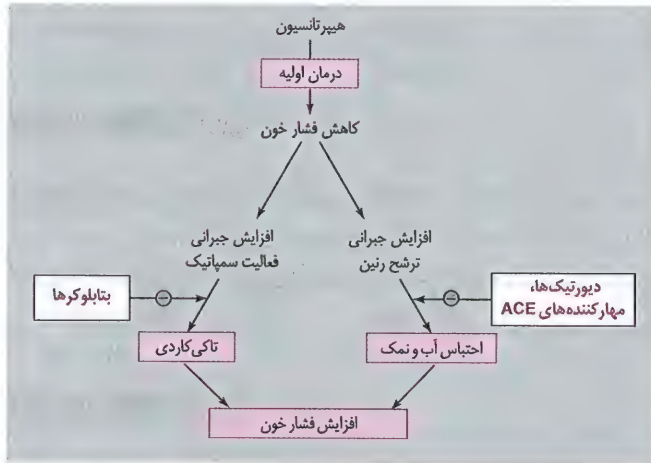 هیپرتانسیون
درمان اولیه
کاهش فشار خون
افزایش جبرانی
ترشح رنین
افزایش جبرانی
فعالیت سمپاتیک
دیورتیک‌ها،
مهارکننده‌های ACE
بتابلوکرها
احتباس آب و نمک
تاکی‌کاردی
افزایش فشار خون